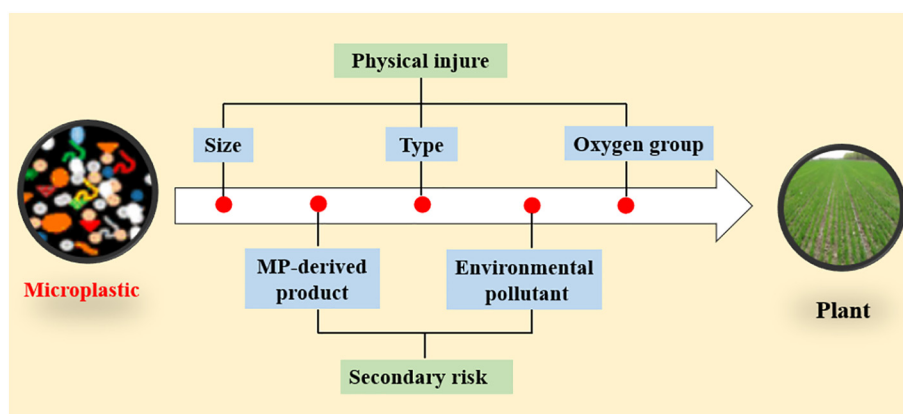 Physical injure
Size
Type
Oxygen group
Microplastic
MP-derived
product
Environmental
pollutant
Plant
Secondary risk